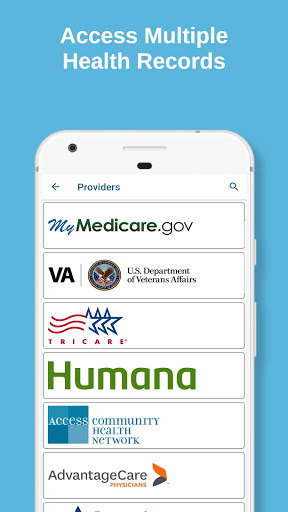 Access Multiple
Health Records
Providers
MyMedicare.gov
VA
U.S. Department
of Veterans Affairs
TRICARE
Humana
ACCESS COMMUNITY
HEALTH
NETWORK
AdvantageCare
PHYSICIANS